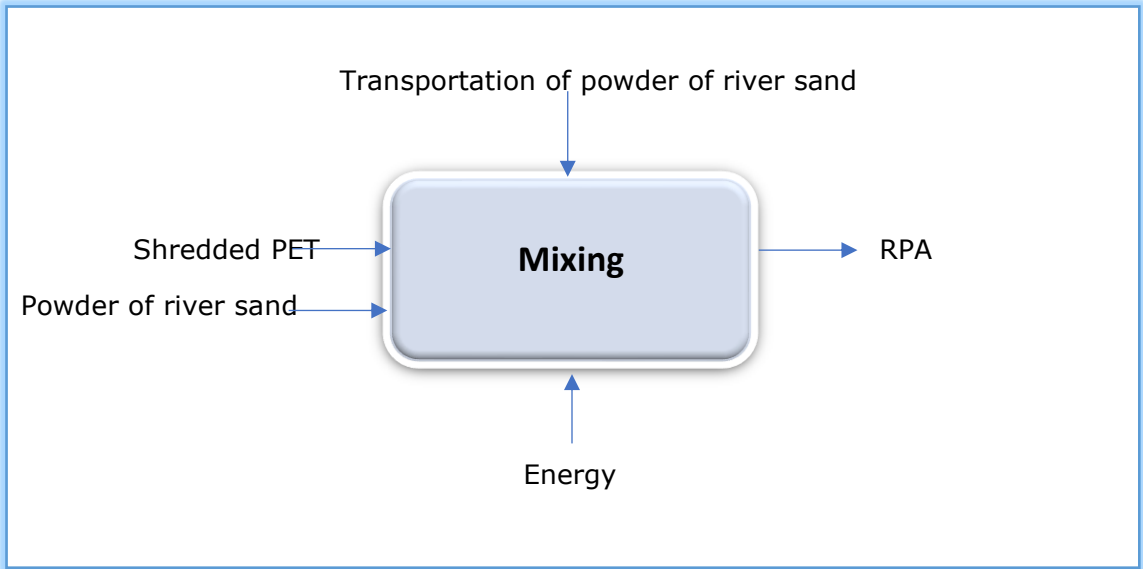 Transportation of powder of river sand
Shredded PET
Mixing
RPA
Powder of river sand
Energy